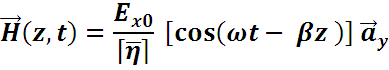 H⃗(z,t) = E_x0 / ⌈η̅⌉ [cos(ωt − βz)] a⃗_y